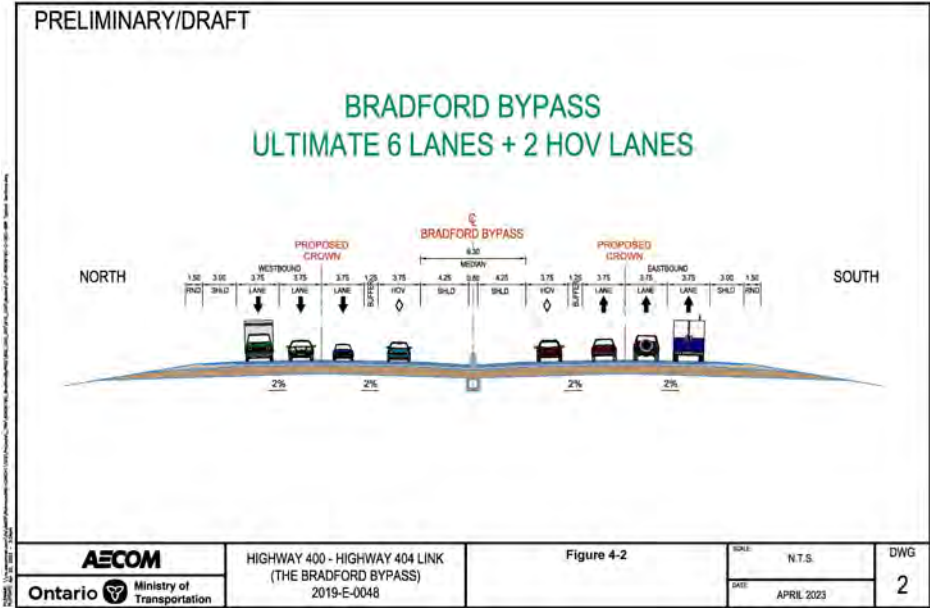 PRELIMINARY/DRAFT
BRADFORD BYPASS
ULTIMATE 6 LANES + 2 HOV LANES
℄
BRADFORD BYPASS
PROPOSED
CROWN
PROPOSED
CROWN
MEDIAN
NORTH
SOUTH
WESTBOUND
EASTBOUND
1.50 3.00 3.75 3.75 3.75 1.25 3.75 4.25 4.25 3.75 1.25 3.75 3.75 3.75 3.00 1.50
RND SHLD LANE LANE LANE BUFFER HOV SHLD SHLD HOV BUFFER LANE LANE LANE SHLD RND
2% 2% 2% 2%
AECOM
Ontario Ministry of
Transportation
HIGHWAY 400 - HIGHWAY 404 LINK
(THE BRADFORD BYPASS)
2019-E-0048
Figure 4-2
SCALE:
N.T.S.
DATE:
APRIL 2023
DWG
2